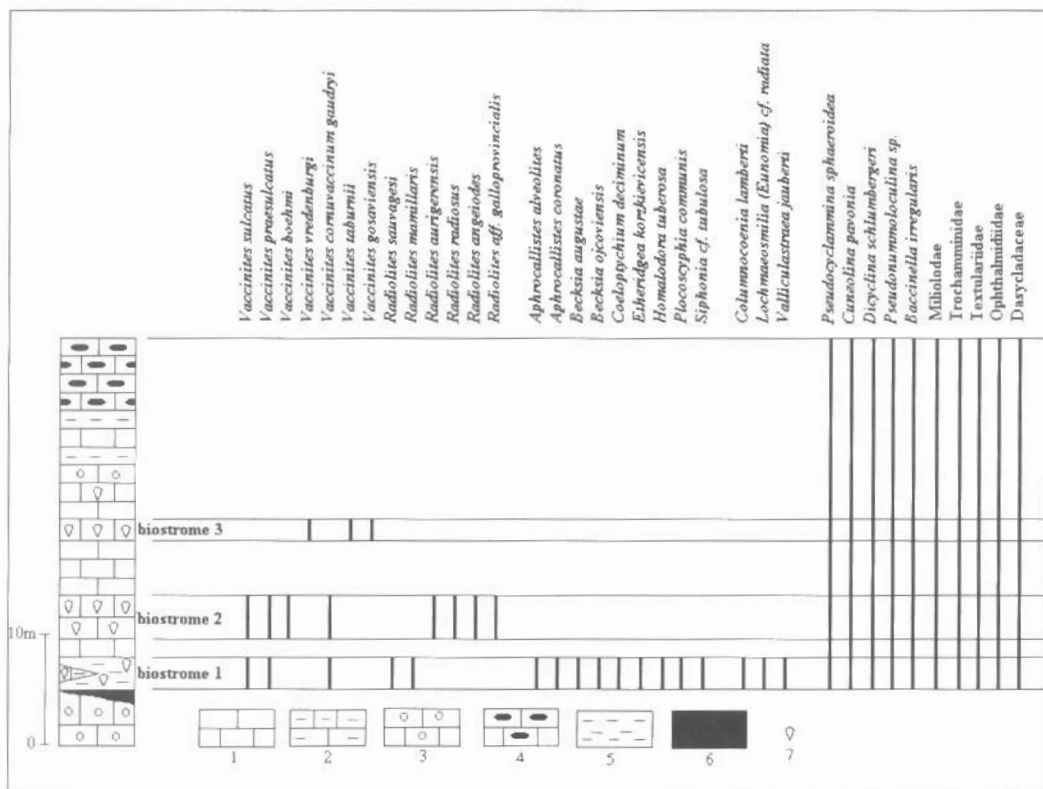 Vaccinites sulcatus
Vaccinites praesulcatus
Vaccinites boehmi
Vaccinites vredenburgi
Vaccinites cornuvaccinum gaudryi
Vaccinites taburnii
Vaccinites gosaviensis
Radiolites sauvagesi
Radiolites mamillaris
Radiolites aurigerensis
Radiolites radiosus
Radiolites angeiodes
Radiolites aff. galloprovincialis
Aphrocallistes alveolites
Aphrocallistes coronatus
Becksia augustae
Becksia ojcoviensis
Coeloptychium deciminum
Etheridgea korzkievicensis
Homalodora tuberosa
Plocoscyphia comunis
Siphonia cf. tubulosa
Columnocoenia lamberti
Lochmaeosmilia (Eunomia) cf. radiata
Valliculastraea jauberti
Pseudocyclammina sphaeroidea
Cuneolina pavonia
Dicyclina schlumbergeri
Pseudonummoloculina sp.
Baccinella irregularis
Miliolodae
Trochamminidae
Textulariidae
Ophthalmidiidae
Dasycladaceae
biostrome 3
biostrome 2
10m
biostrome 1
0
1 2 3 4 5 6 7